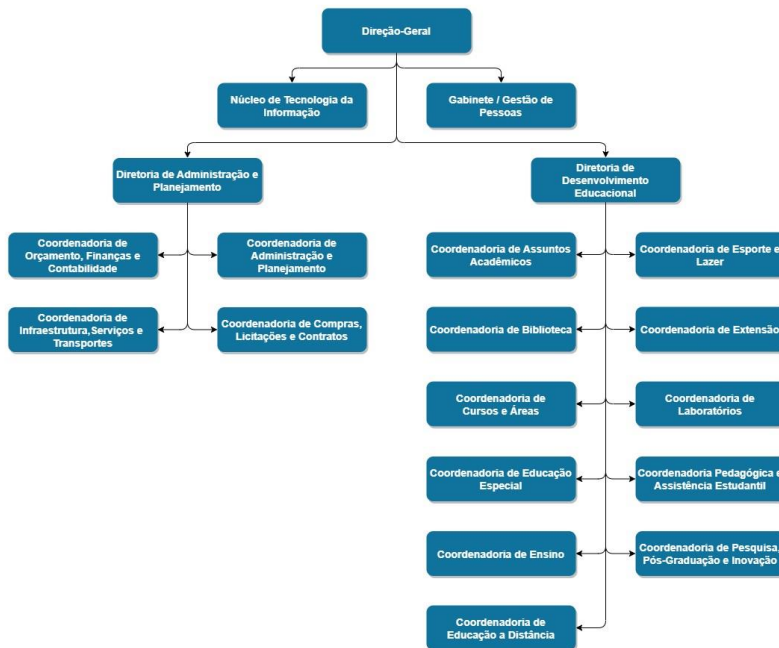 Direção-Geral
Núcleo de Tecnologia da
Informação
Gabinete / Gestão de
Pessoas
Diretoria de Administração e
Planejamento
Diretoria de
Desenvolvimento
Educacional
Coordenadoria de
Orçamento, Finanças e
Contabilidade
Coordenadoria de
Administração e
Planejamento
Coordenadoria de Assuntos
Acadêmicos
Coordenadoria de Esporte e
Lazer
Coordenadoria de
Infraestrutura,Serviços e
Transportes
Coordenadoria de Compras,
Licitações e Contratos
Coordenadoria de Biblioteca
Coordenadoria de Extensão
Coordenadoria de
Cursos e Áreas
Coordenadoria de
Laboratórios
Coordenadoria de Educação
Especial
Coordenadoria Pedagógica e
Assistência Estudantil
Coordenadoria de Ensino
Coordenadoria de Pesquisa,
Pós-Graduação e Inovação
Coordenadoria de
Educação a Distância